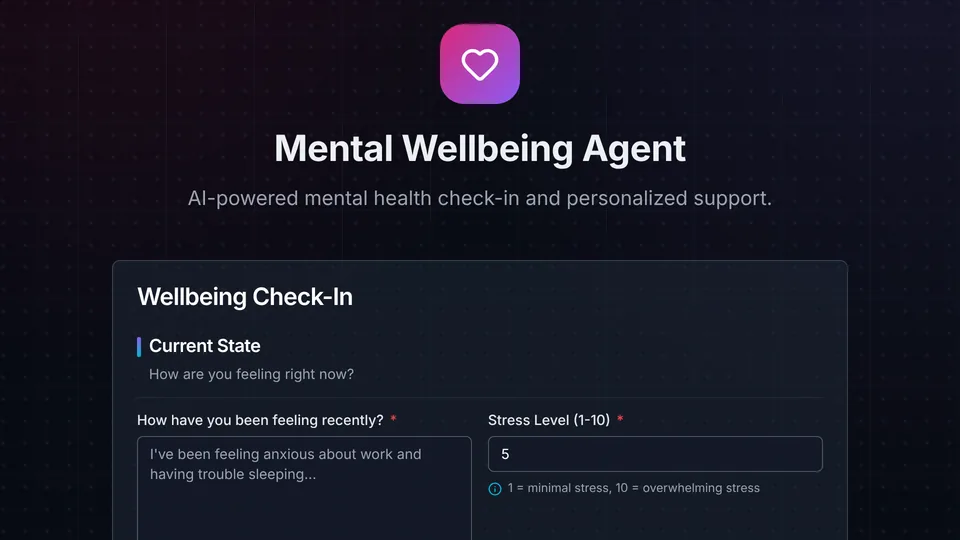 Mental Wellbeing Agent
AI-powered mental health check-in and personalized support.
Wellbeing Check-In
Current State
How are you feeling right now?
How have you been feeling recently? *
I've been feeling anxious about work and
having trouble sleeping...
Stress Level (1-10) *
5
1 = minimal stress, 10 = overwhelming stress